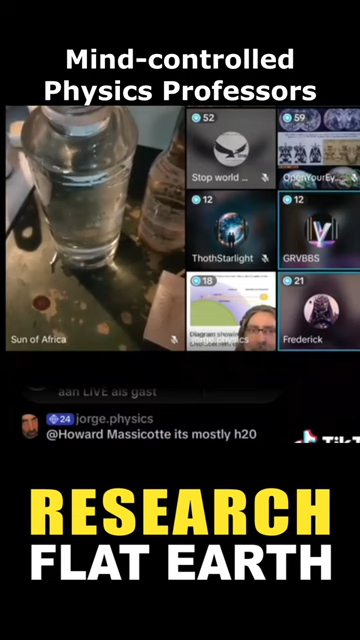 Mind-controlled
Physics Professors
52
59
Stop world ...
OpenYourEy...
12
12
ThothStarlight
GRVBBS
18
21
Sun of Africa
jorge.physics
Frederick
aan LIVE als gast
24 jorge.physics
@Howard Massicotte its mostly h20
RESEARCH
FLAT EARTH